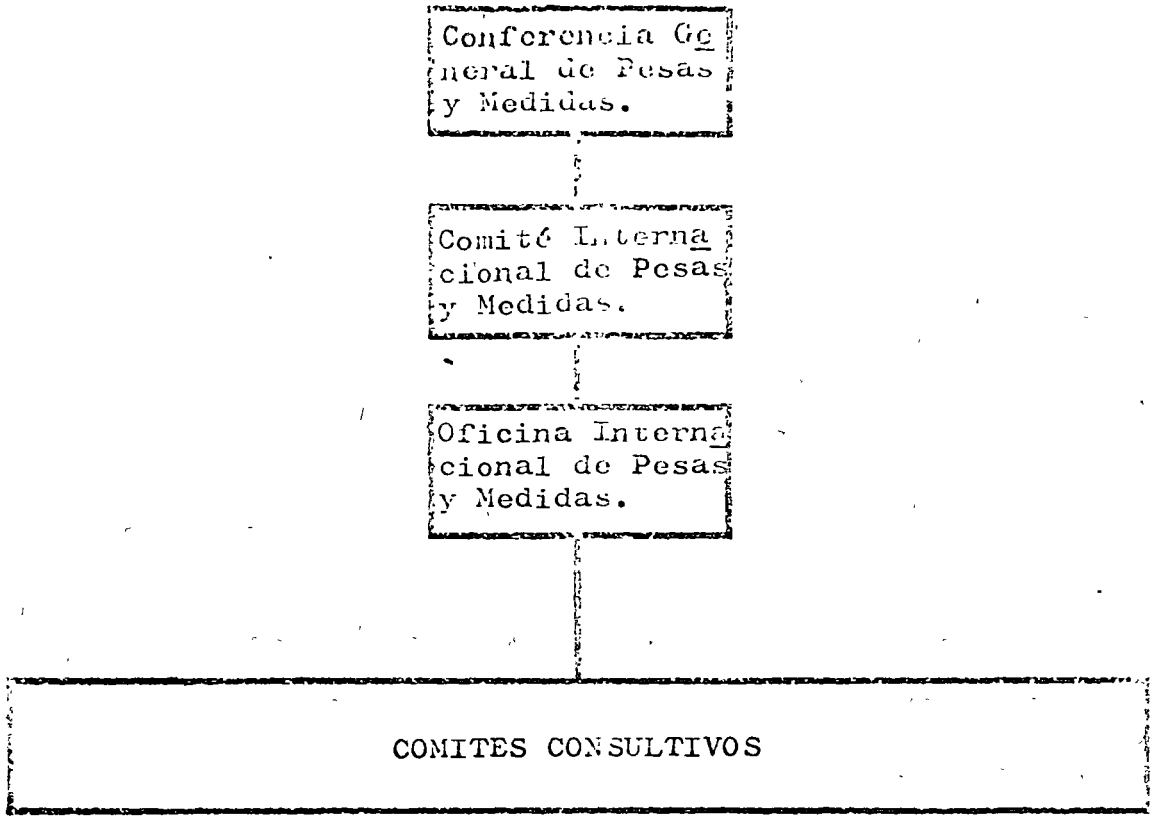 Conferencia Ge
neral de Pesas
y Medidas.
Comité Interna
cional de Pesas
y Medidas.
Oficina Interna
cional de Pesas
y Medidas.
COMITES CONSULTIVOS